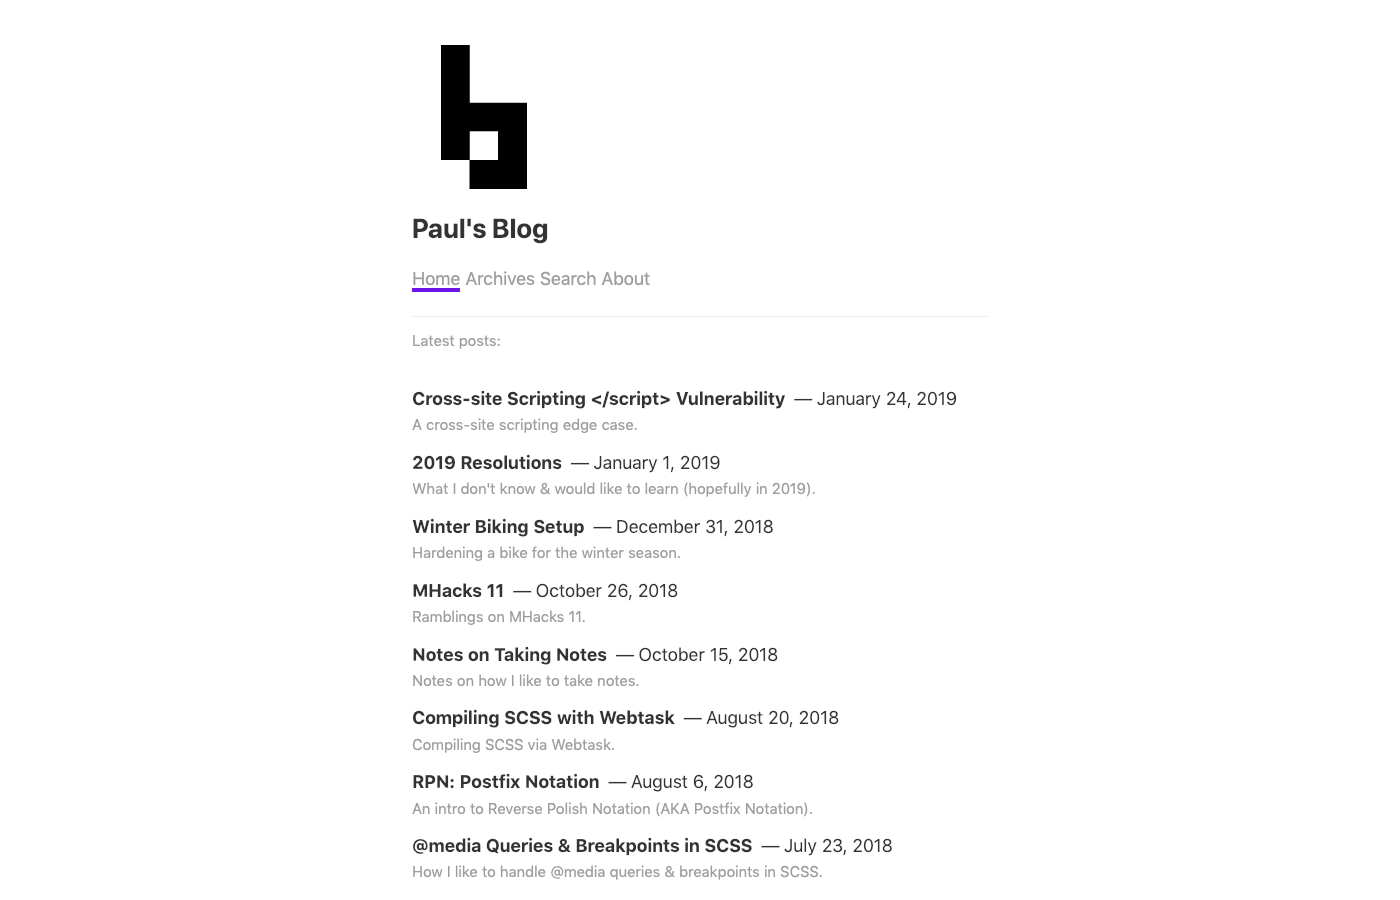 Paul's Blog
Home Archives Search About
Latest posts:
Cross-site Scripting </script> Vulnerability — January 24, 2019
A cross-site scripting edge case.
2019 Resolutions — January 1, 2019
What I don't know & would like to learn (hopefully in 2019).
Winter Biking Setup — December 31, 2018
Hardening a bike for the winter season.
MHacks 11 — October 26, 2018
Ramblings on MHacks 11.
Notes on Taking Notes — October 15, 2018
Notes on how I like to take notes.
Compiling SCSS with Webtask — August 20, 2018
Compiling SCSS via Webtask.
RPN: Postfix Notation — August 6, 2018
An intro to Reverse Polish Notation (AKA Postfix Notation).
@media Queries & Breakpoints in SCSS — July 23, 2018
How I like to handle @media queries & breakpoints in SCSS.